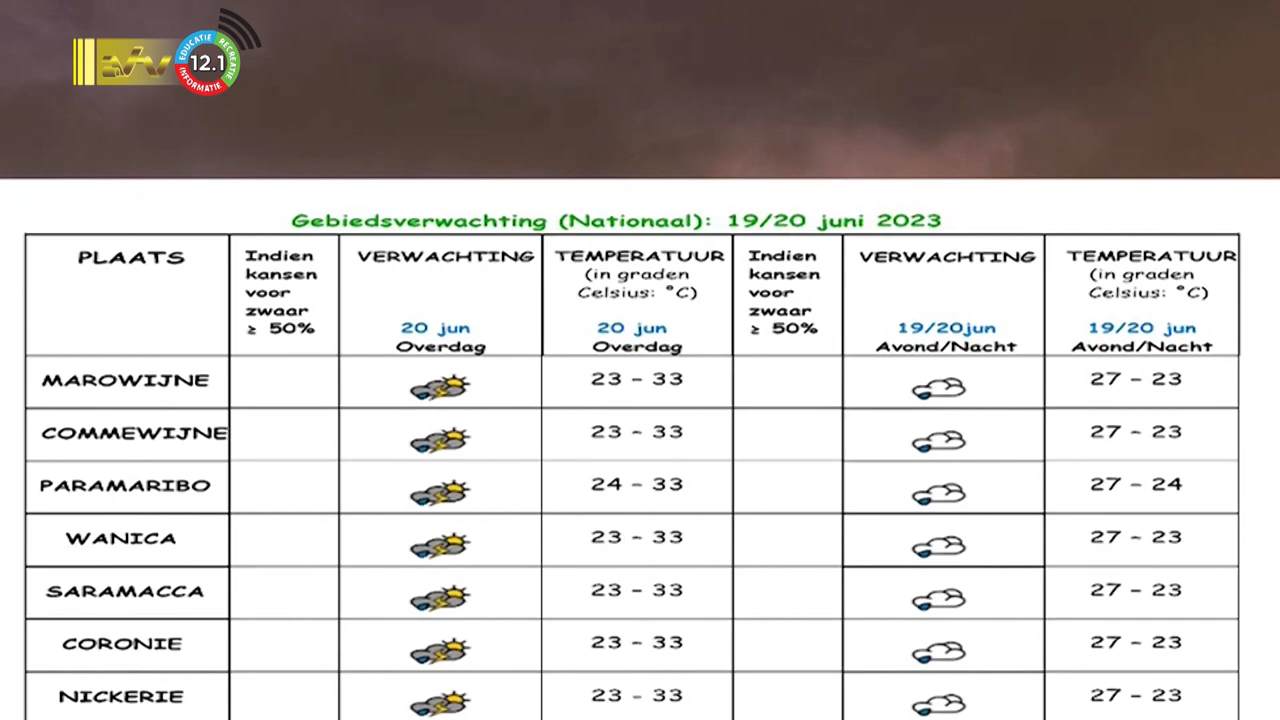 EDUCATIE
RECREATIE
INFORMATIE
12.1
Gebiedsverwachting (Nationaal): 19/20 juni 2023
PLAATS
Indien kansen voor zwaar ≥ 50%
VERWACHTING
20 jun
Overdag
TEMPERATUUR
(in graden
Celsius: °C)
20 jun
Overdag
Indien kansen voor zwaar ≥ 50%
VERWACHTING
19/20jun
Avond/Nacht
TEMPERATUUR
(in graden
Celsius: °C)
19/20 jun
Avond/Nacht
MAROWIJNE 23 - 33 27 - 23
COMMEWIJNE 23 - 33 27 - 23
PARAMARIBO 24 - 33 27 - 24
WANICA 23 - 33 27 - 23
SARAMACCA 23 - 33 27 - 23
CORONIE 23 - 33 27 - 23
NICKERIE 23 - 33 27 - 23